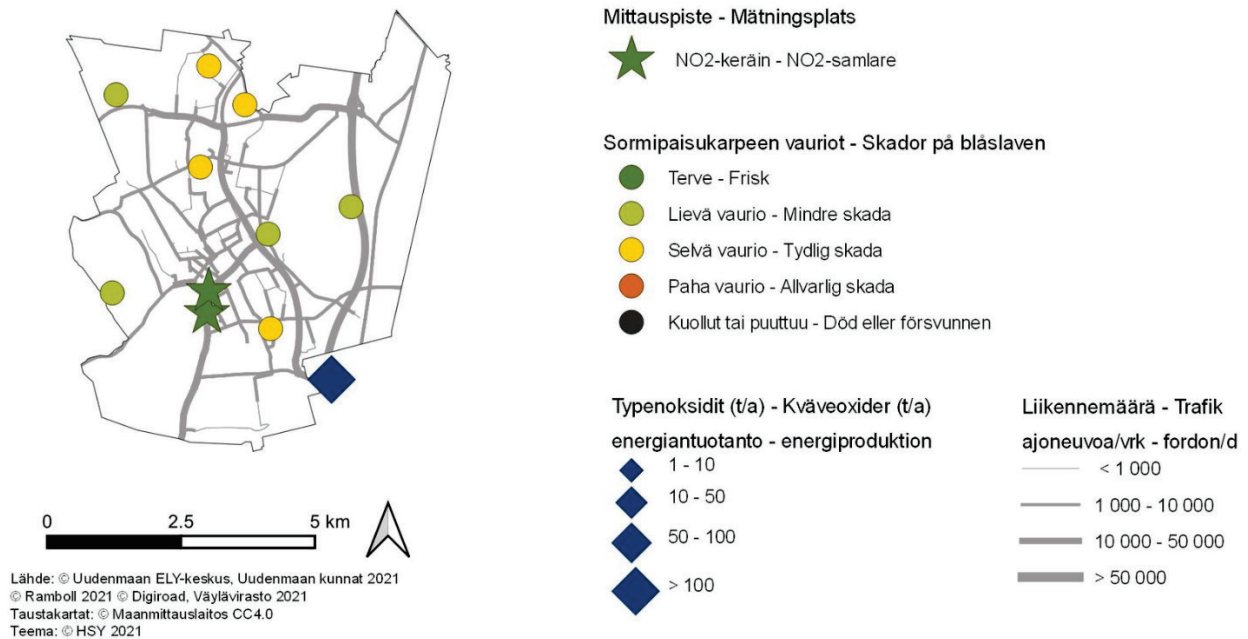 Mittauspiste - Mätningsplats
NO2-keräin - NO2-samlare
Sormipaisukarpeen vauriot - Skador på blåslaven
Terve - Frisk
Lievä vaurio - Mindre skada
Selvä vaurio - Tydlig skada
Paha vaurio - Allvarlig skada
Kuollut tai puuttuu - Död eller försvunnen
Typenoksidit (t/a) - Kväveoxider (t/a)
energiantuotanto - energiproduktion
1 - 10
10 - 50
50 - 100
> 100
Liikennemäärä - Trafik
ajoneuvoa/vrk - fordon/d
< 1 000
1 000 - 10 000
10 000 - 50 000
> 50 000
0 2.5 5 km
Lähde: © Uudenmaan ELY-keskus, Uudenmaan kunnat 2021
© Ramboll 2021 © Digiroad, Väylävirasto 2021
Taustakartat: © Maanmittauslaitos CC4.0
Teema: © HSY 2021